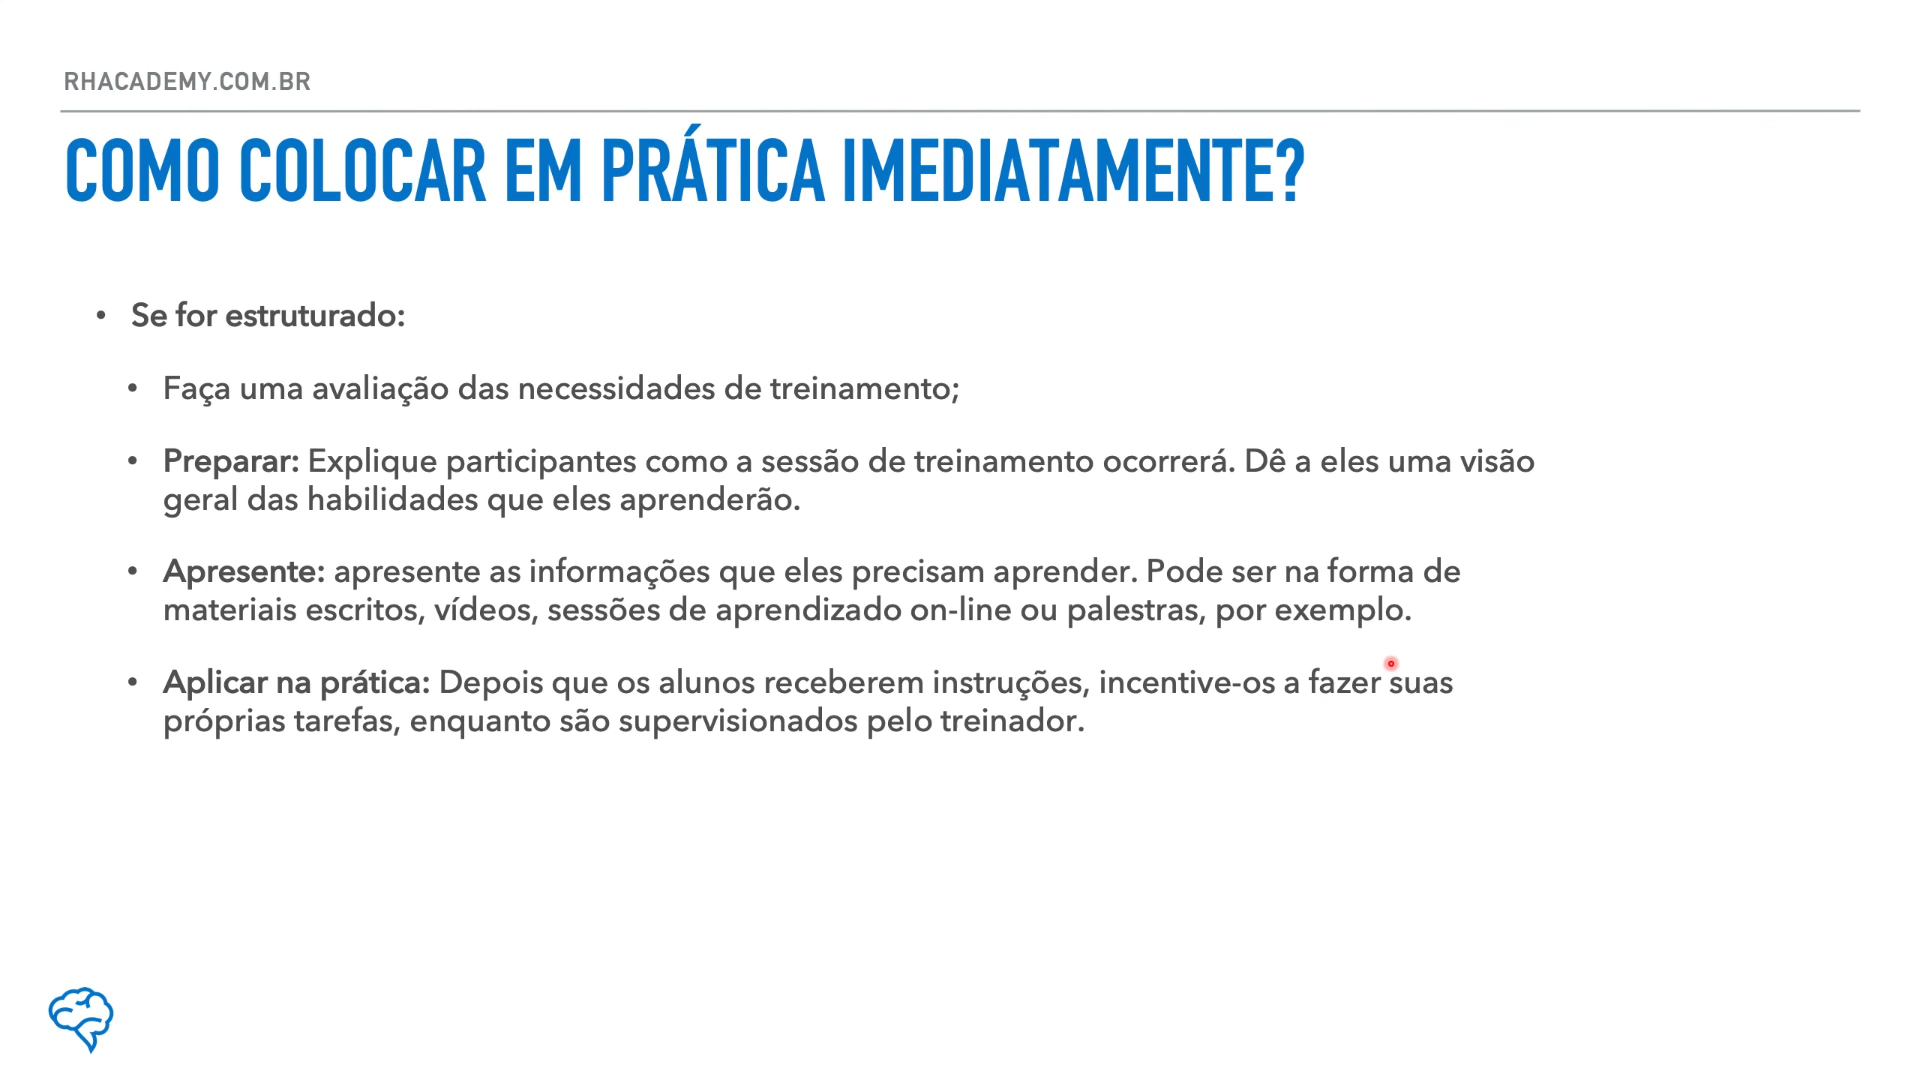 RHACADEMY.COM.BR
COMO COLOCAR EM PRÁTICA IMEDIATAMENTE?
• Se for estruturado:
• Faça uma avaliação das necessidades de treinamento;
• Preparar: Explique participantes como a sessão de treinamento ocorrerá. Dê a eles uma visão
geral das habilidades que eles aprenderão.
• Apresente: apresente as informações que eles precisam aprender. Pode ser na forma de
materiais escritos, vídeos, sessões de aprendizado on-line ou palestras, por exemplo.
• Aplicar na prática: Depois que os alunos receberem instruções, incentive-os a fazer suas
próprias tarefas, enquanto são supervisionados pelo treinador.